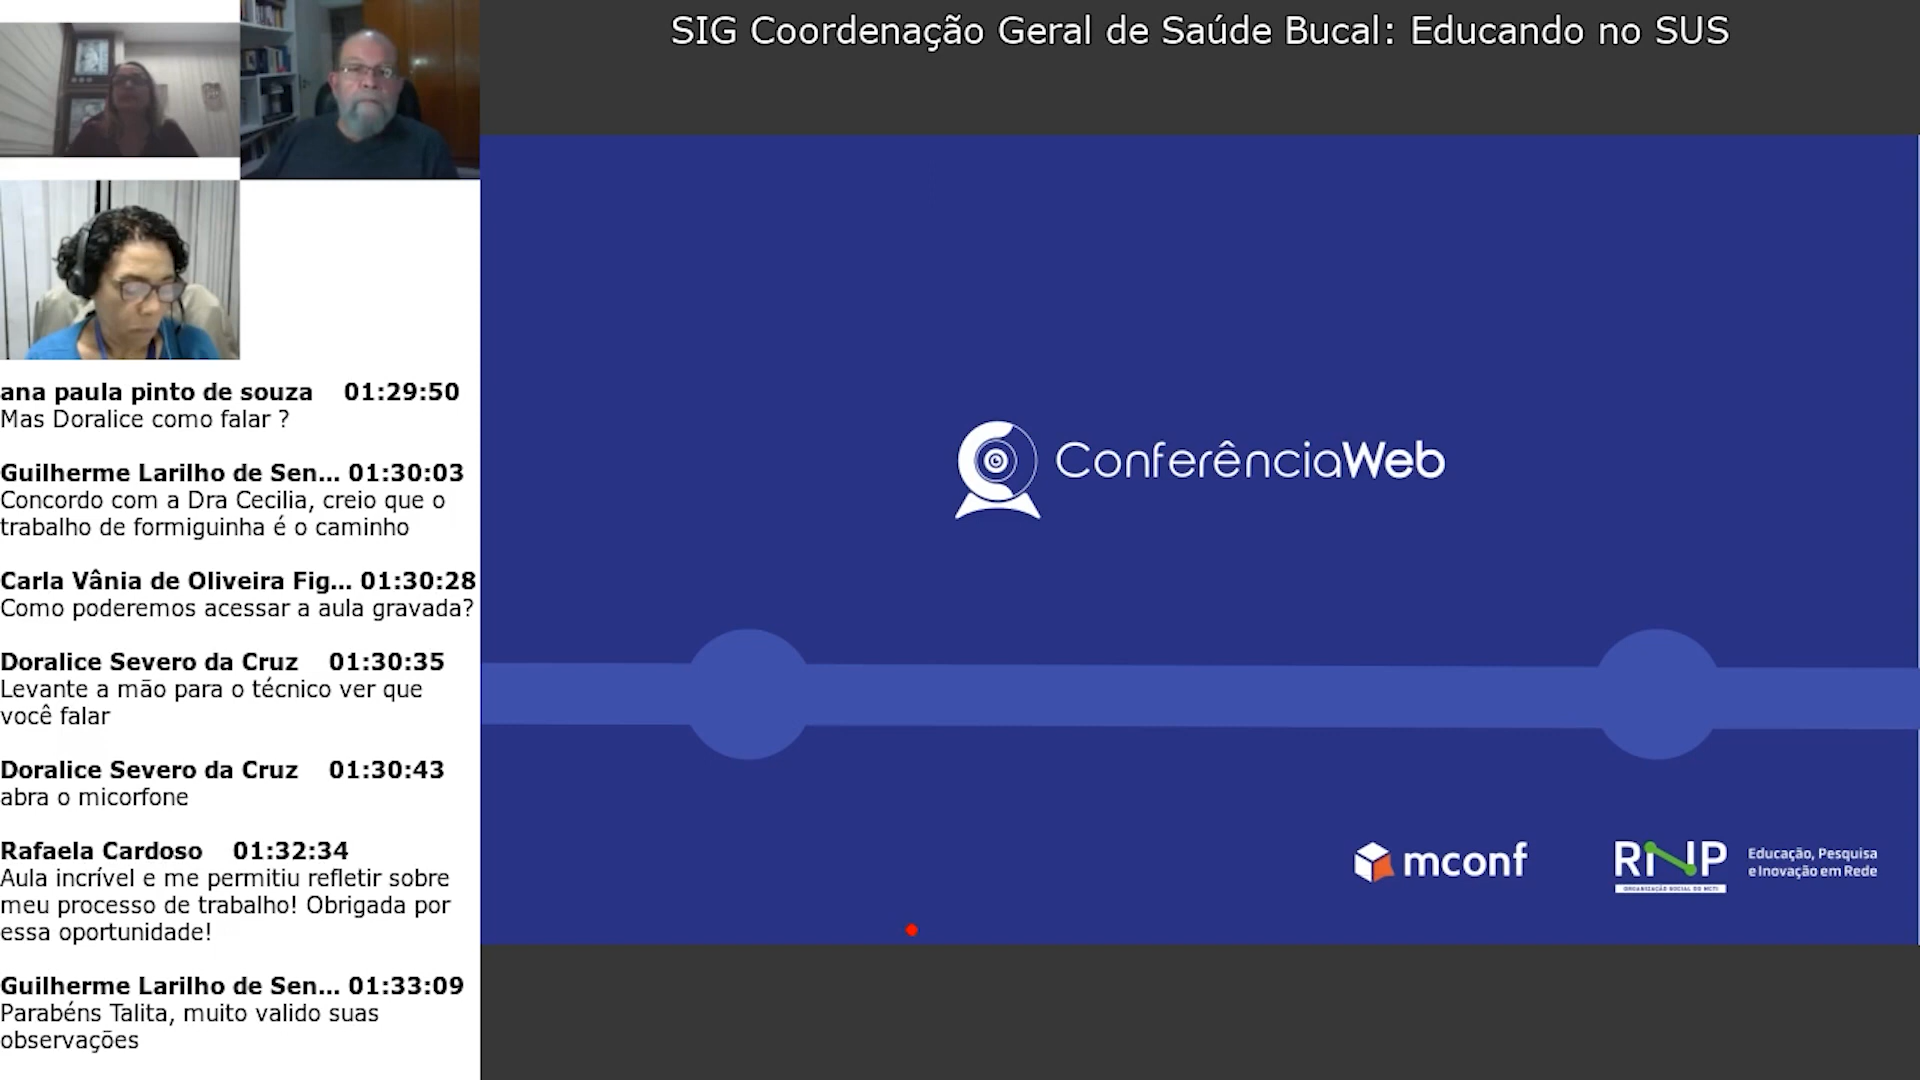 SIG Coordenação Geral de Saúde Bucal: Educando no SUS
ana paula pinto de souza 01:29:50
Mas Doralice como falar ?
Guilherme Larilho de Sen... 01:30:03
Concordo com a Dra Cecilia, creio que o
trabalho de formiguinha é o caminho
Carla Vânia de Oliveira Fig... 01:30:28
Como poderemos acessar a aula gravada?
Doralice Severo da Cruz 01:30:35
Levante a mão para o técnico ver que
você falar
Doralice Severo da Cruz 01:30:43
abra o micorfone
Rafaela Cardoso 01:32:34
Aula incrível e me permitiu refletir sobre
meu processo de trabalho! Obrigada por
essa oportunidade!
Guilherme Larilho de Sen... 01:33:09
Parabéns Talita, muito valido suas
observações
ConferênciaWeb
mconf
RNP
ORGANIZAÇÃO SOCIAL DO MCTI
Educação, Pesquisa
e Inovação em Rede